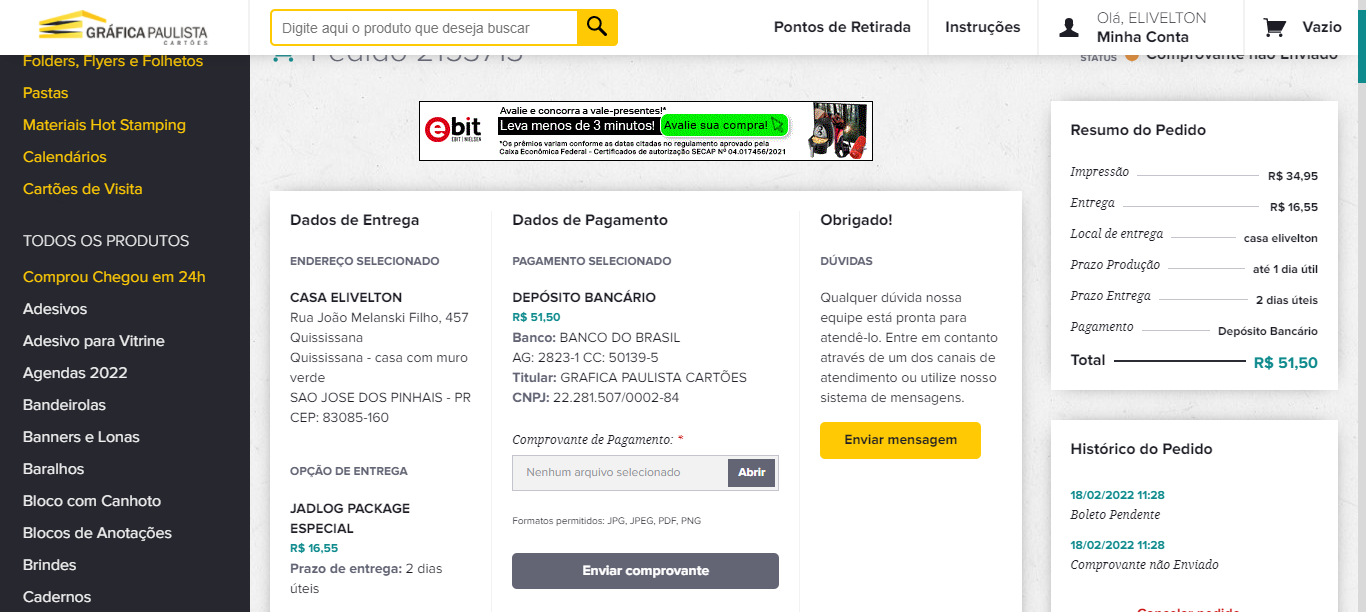 GRÁFICA PAULISTA
CARTÕES
Digite aqui o produto que deseja buscar
Pontos de Retirada
Instruções
Olá, ELIVELTON
Minha Conta
Vazio
Folders, Flyers e Folhetos
Pastas
Materiais Hot Stamping
Calendários
Cartões de Visita
TODOS OS PRODUTOS
Comprou Chegou em 24h
Adesivos
Adesivo para Vitrine
Agendas 2022
Bandeirolas
Banners e Lonas
Baralhos
Bloco com Canhoto
Blocos de Anotações
Brindes
Cadernos
Pedido 2155715
STATUS
Comprovante não Enviado
ebit
EBIT | NIELSEN
Avalie e concorra a vale-presentes!*
Leva menos de 3 minutos!
Avalie sua compra!
*Os prêmios variam conforme as datas citadas no regulamento aprovado pela
Caixa Econômica Federal - Certificados de autorização SECAP Nº 04.017456/2021
Dados de Entrega
ENDEREÇO SELECIONADO
CASA ELIVELTON
Rua João Melanski Filho, 457
Quississana
Quississana - casa com muro
verde
SAO JOSE DOS PINHAIS - PR
CEP: 83085-160
OPÇÃO DE ENTREGA
JADLOG PACKAGE
ESPECIAL
R$ 16,55
Prazo de entrega: 2 dias
úteis
Dados de Pagamento
PAGAMENTO SELECIONADO
DEPÓSITO BANCÁRIO
R$ 51,50
Banco: BANCO DO BRASIL
AG: 2823-1 CC: 50139-5
Titular: GRAFICA PAULISTA CARTÕES
CNPJ: 22.281.507/0002-84
Comprovante de Pagamento: *
Nenhum arquivo selecionado
Abrir
Formatos permitidos: JPG, JPEG, PDF, PNG
Enviar comprovante
Obrigado!
DÚVIDAS
Qualquer dúvida nossa
equipe está pronta para
atendê-lo. Entre em contanto
através de um dos canais de
atendimento ou utilize nosso
sistema de mensagens.
Enviar mensagem
Resumo do Pedido
Impressão R$ 34,95
Entrega R$ 16,55
Local de entrega casa elivelton
Prazo Produção até 1 dia útil
Prazo Entrega 2 dias úteis
Pagamento Depósito Bancário
Total R$ 51,50
Histórico do Pedido
18/02/2022 11:28
Boleto Pendente
18/02/2022 11:28
Comprovante não Enviado
Cancelar pedido